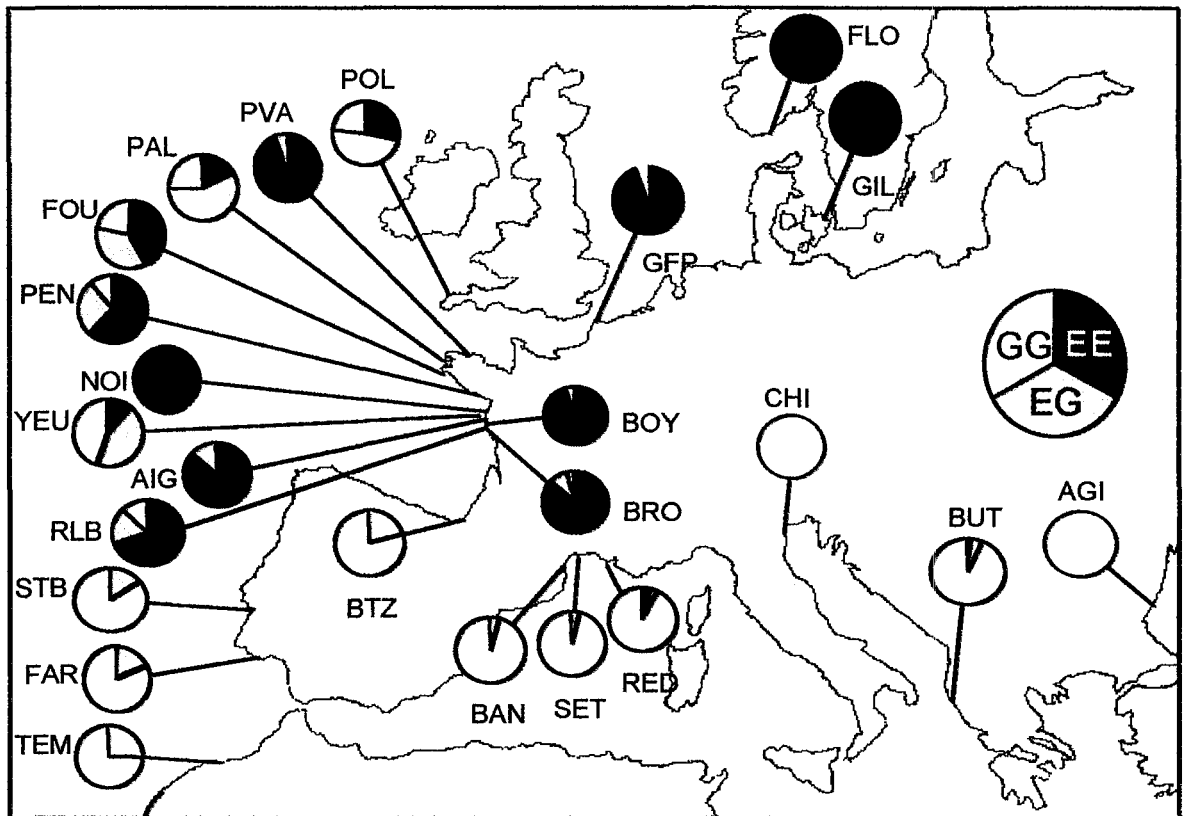 FLO
POL
PVA
PAL
GIL
FOU
GFP
PEN
GG EE
EG
NOI
CHI
YEU
BOY
AIG
AGI
BRO
BUT
RLB
STB
BTZ
FAR
RED
BAN
SET
TEM